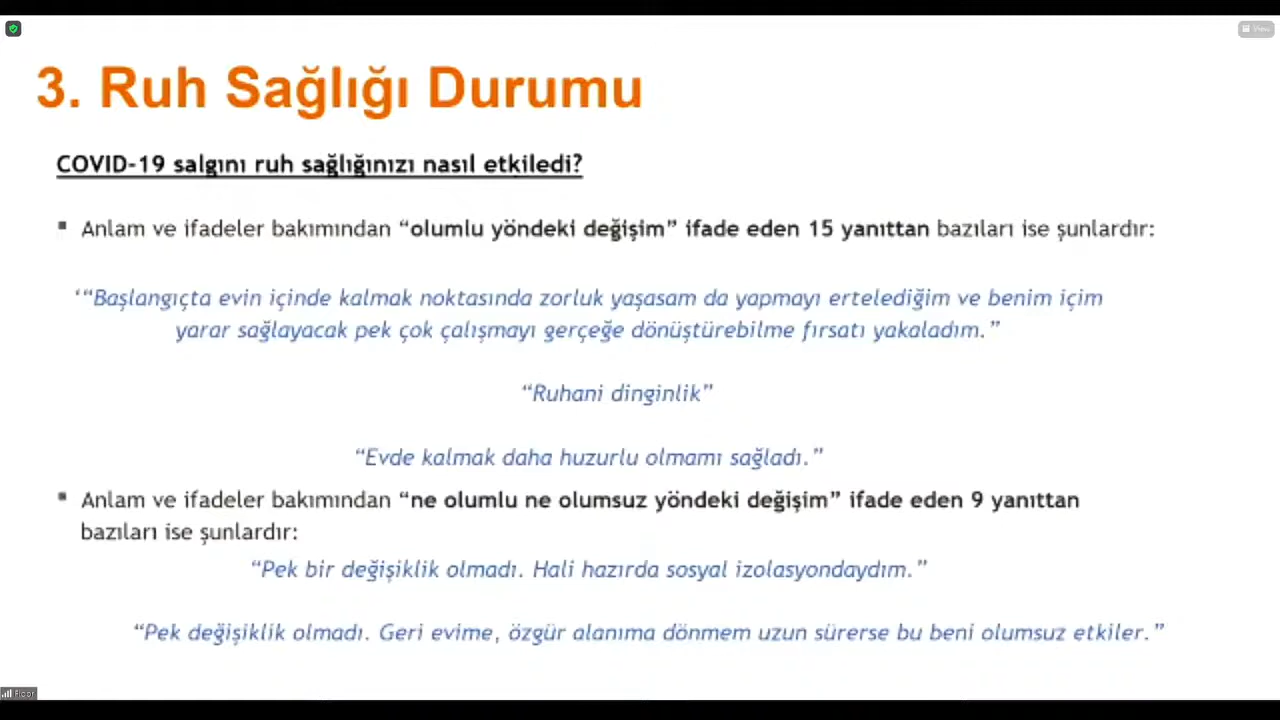 View
3. Ruh Sağlığı Durumu
COVID-19 salgını ruh sağlığınızı nasıl etkiledi?
▪ Anlam ve ifadeler bakımından “olumlu yöndeki değişim” ifade eden 15 yanıttan bazıları ise şunlardır:
‘“Başlangıçta evin içinde kalmak noktasında zorluk yaşasam da yapmayı ertelediğim ve benim içim
yarar sağlayacak pek çok çalışmayı gerçeğe dönüştürebilme fırsatı yakaladım.”
“Ruhani dinginlik”
“Evde kalmak daha huzurlu olmamı sağladı.”
▪ Anlam ve ifadeler bakımından “ne olumlu ne olumsuz yöndeki değişim” ifade eden 9 yanıttan
bazıları ise şunlardır:
“Pek bir değişiklik olmadı. Hali hazırda sosyal izolasyondaydım.”
“Pek değişiklik olmadı. Geri evime, özgür alanıma dönmem uzun sürerse bu beni olumsuz etkiler.”
Floor